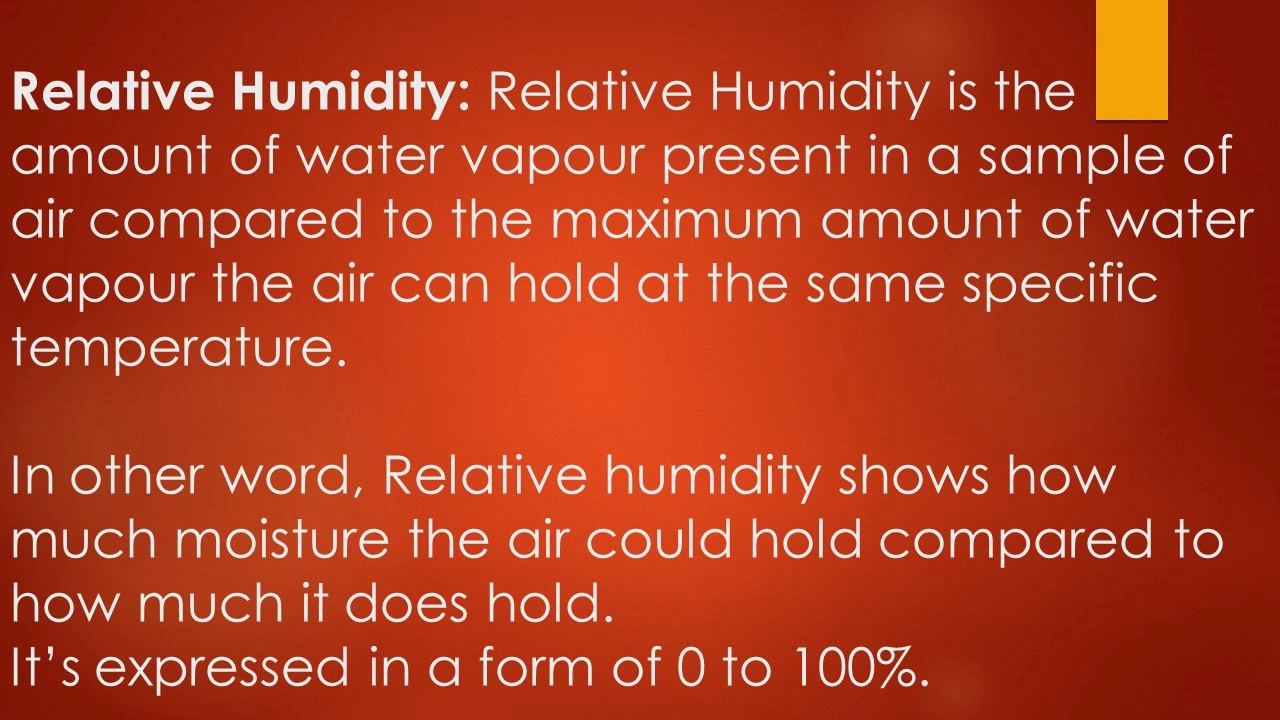 Relative Humidity: Relative Humidity is the
amount of water vapour present in a sample of
air compared to the maximum amount of water
vapour the air can hold at the same specific
temperature.
In other word, Relative humidity shows how
much moisture the air could hold compared to
how much it does hold.
It’s expressed in a form of 0 to 100%.